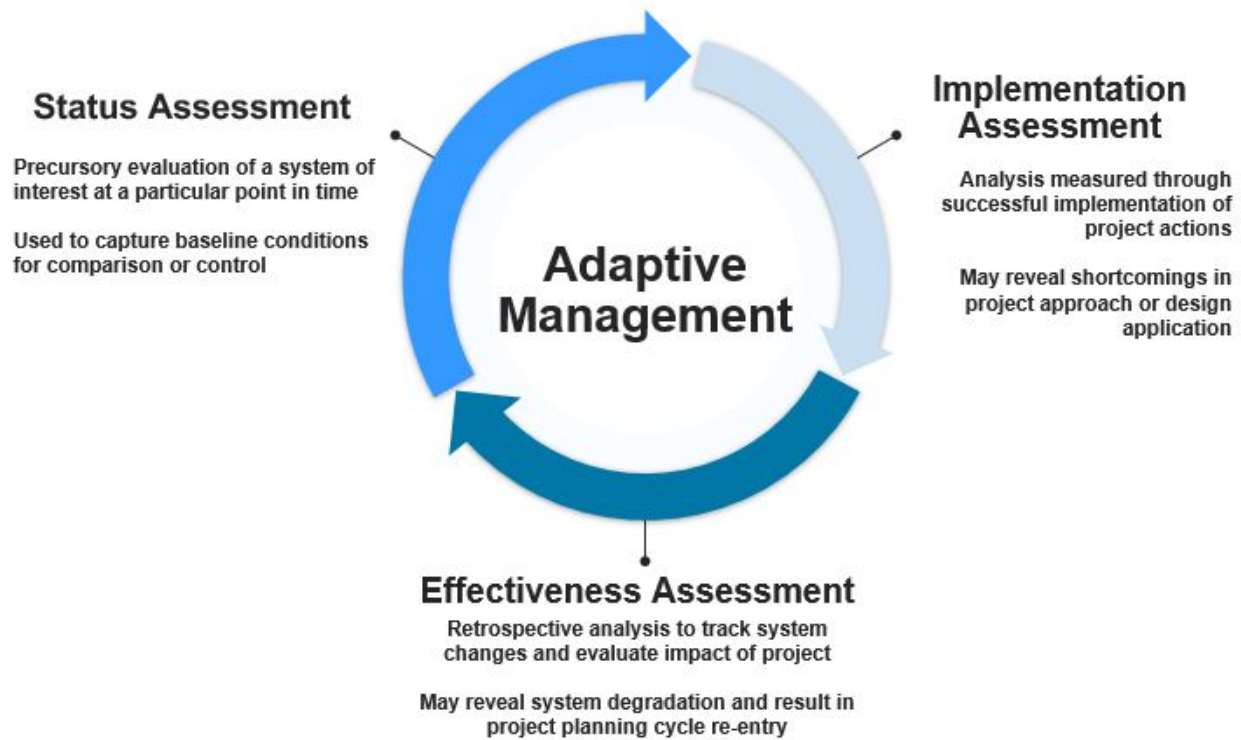 Status Assessment
Precursory evaluation of a system of
interest at a particular point in time
Used to capture baseline conditions
for comparison or control
Implementation
Assessment
Analysis measured through
successful implementation of
project actions
May reveal shortcomings in
project approach or design
application
Adaptive
Management
Effectiveness Assessment
Retrospective analysis to track system
changes and evaluate impact of project
May reveal system degradation and result in
project planning cycle re-entry